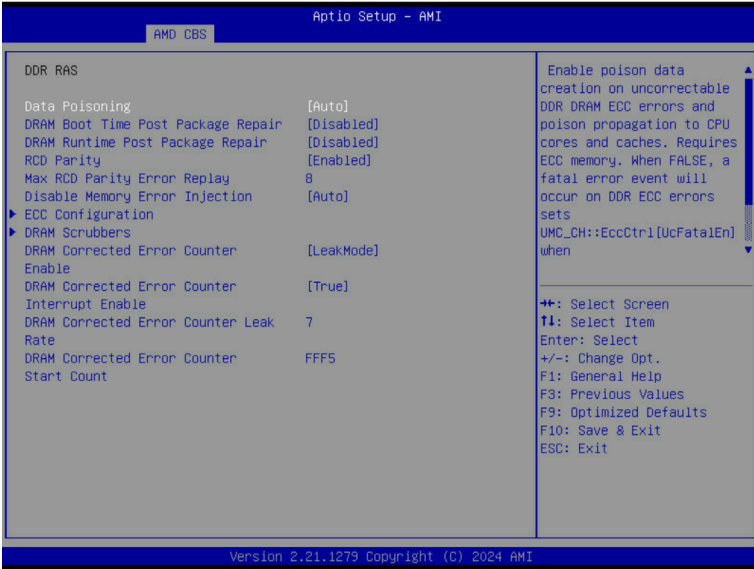 Aptio Setup – AMI
AMD CBS
DDR RAS
Data Poisoning [Auto]
DRAM Boot Time Post Package Repair [Disabled]
DRAM Runtime Post Package Repair [Disabled]
RCD Parity [Enabled]
Max RCD Parity Error Replay 8
Disable Memory Error Injection [Auto]
ECC Configuration
DRAM Scrubbers
DRAM Corrected Error Counter [LeakMode]
Enable
DRAM Corrected Error Counter [True]
Interrupt Enable
DRAM Corrected Error Counter Leak 7
Rate
DRAM Corrected Error Counter FFF5
Start Count
Enable poison data
creation on uncorrectable
DDR DRAM ECC errors and
poison propagation to CPU
cores and caches. Requires
ECC memory. When FALSE, a
fatal error event will
occur on DDR ECC errors
sets
UMC_CH::EccCtrl[UcFatalEn]
when
→←: Select Screen
↑↓: Select Item
Enter: Select
+/-: Change Opt.
F1: General Help
F3: Previous Values
F9: Optimized Defaults
F10: Save & Exit
ESC: Exit
Version 2.21.1279 Copyright (C) 2024 AMI